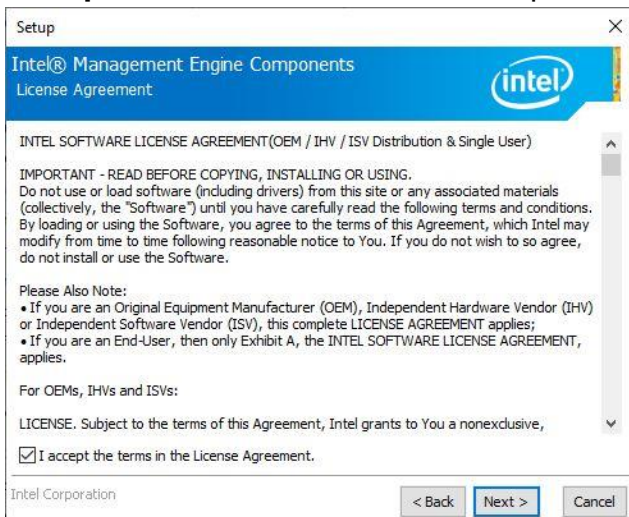 Setup
Intel® Management Engine Components
License Agreement
intel
INTEL SOFTWARE LICENSE AGREEMENT(OEM / IHV / ISV Distribution & Single User)
IMPORTANT - READ BEFORE COPYING, INSTALLING OR USING.
Do not use or load software (including drivers) from this site or any associated materials
(collectively, the "Software") until you have carefully read the following terms and conditions.
By loading or using the Software, you agree to the terms of this Agreement, which Intel may
modify from time to time following reasonable notice to You. If you do not wish to so agree,
do not install or use the Software.
Please Also Note:
• If you are an Original Equipment Manufacturer (OEM), Independent Hardware Vendor (IHV)
or Independent Software Vendor (ISV), this complete LICENSE AGREEMENT applies;
• If you are an End-User, then only Exhibit A, the INTEL SOFTWARE LICENSE AGREEMENT,
applies.
For OEMs, IHVs and ISVs:
LICENSE. Subject to the terms of this Agreement, Intel grants to You a nonexclusive,
I accept the terms in the License Agreement.
Intel Corporation
< Back Next > Cancel